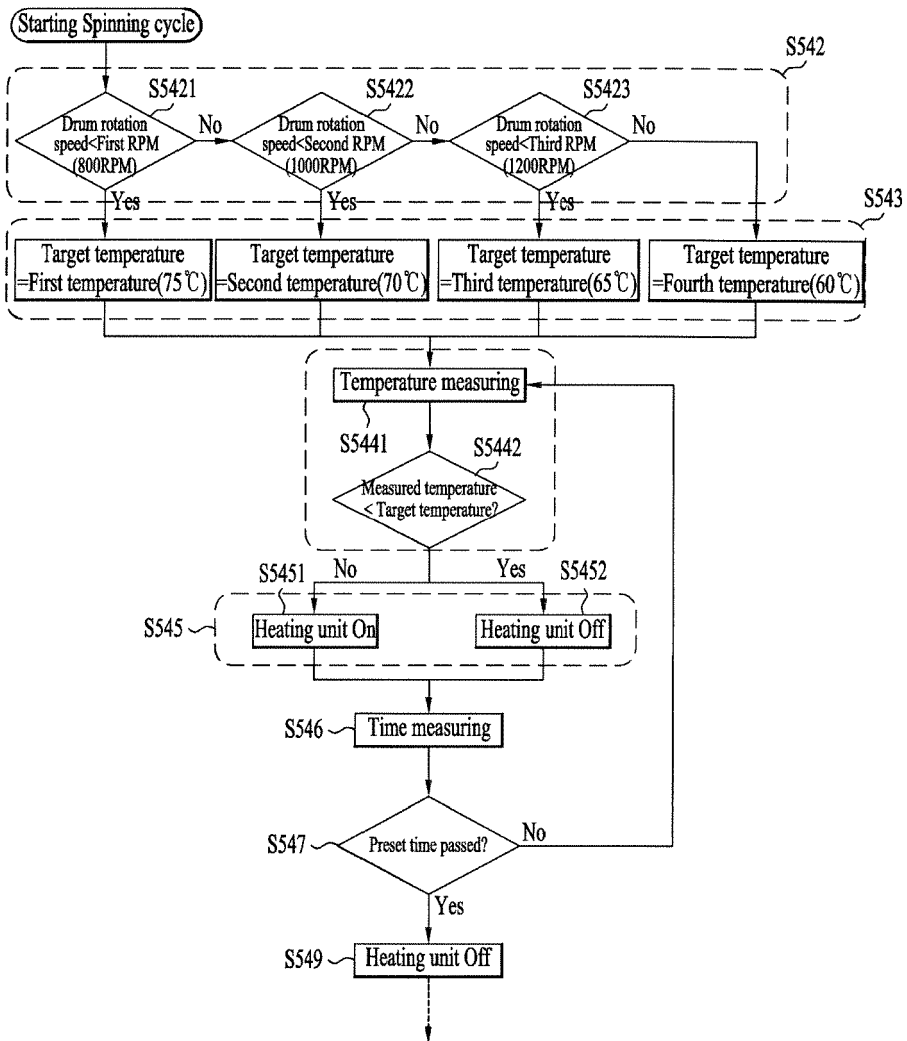 Starting Spinning cycle
S542
S5421
S5422
S5423
Drum rotation
speed<First RPM
(800RPM)
No
Drum rotation
speed<Second RPM
(1000RPM)
No
Drum rotation
speed<Third RPM
(1200RPM)
No
Yes
Yes
Yes
S543
Target temperature
=First temperature(75℃)
Target temperature
=Second temperature(70℃)
Target temperature
=Third temperature(65℃)
Target temperature
=Fourth temperature(60℃)
Temperature measuring
S5441
S5442
Measured temperature
< Target temperature?
No
Yes
S5451
S5452
S545
Heating unit On
Heating unit Off
S546
Time measuring
S547
Preset time passed?
No
Yes
S549
Heating unit Off